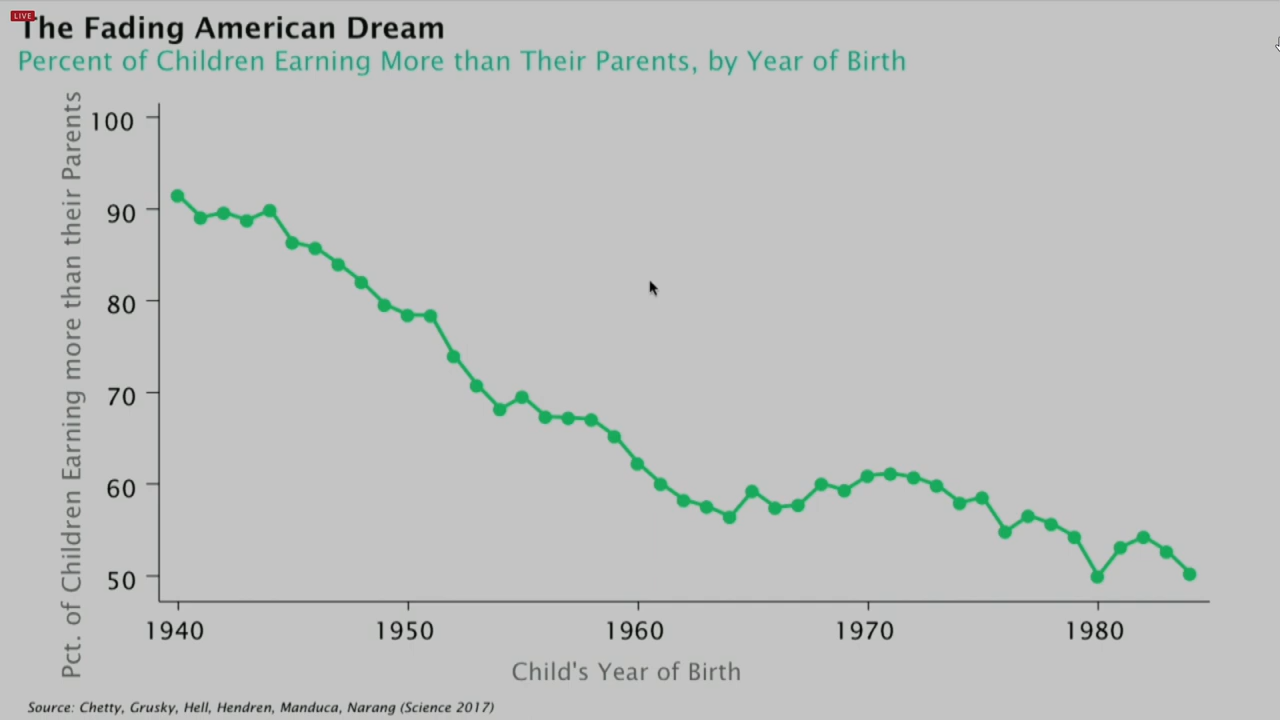 LIVE
The Fading American Dream
Percent of Children Earning More than Their Parents, by Year of Birth
Pct. of Children Earning more than their Parents
100
90
80
70
60
50
1940 1950 1960 1970 1980
Child's Year of Birth
Source: Chetty, Grusky, Hell, Hendren, Manduca, Narang (Science 2017)